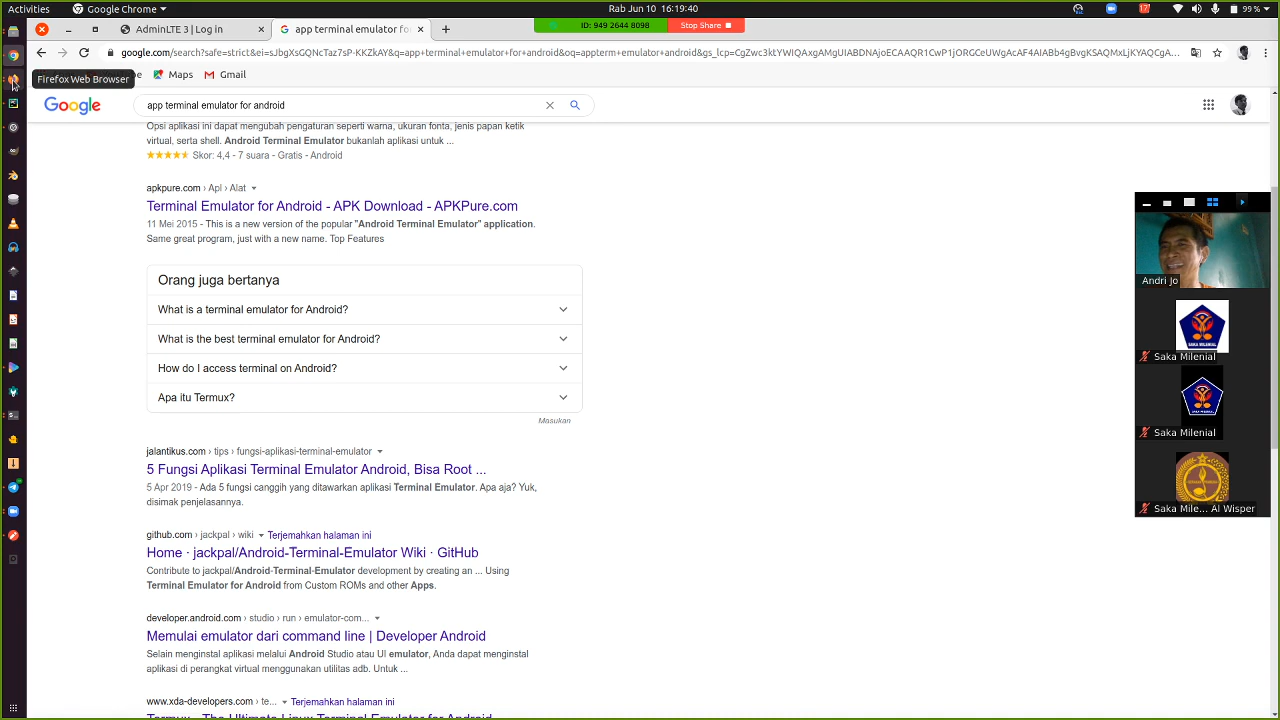 Activities
Google Chrome
Rab Jun 10 16:19:40
17
99 %
AdminLTE 3 | Log in
app terminal emulator fo
ID: 949 2644 8098
Stop Share
google.com/search?safe=strict&ei=sJbgXsGQNcTaz7sP-KKZkAY&q=app+terminal+emulator+for+android&oq=appterm+emulator+android&gs_lcp=
Firefox Web Browser
Maps
Gmail
Google
app terminal emulator for android
Opsi aplikasi ini dapat mengubah pengaturan seperti warna, ukuran fonta, jenis papan ketik
virtual, serta shell. Android Terminal Emulator bukanlah aplikasi untuk ...
Skor: 4,4 - 7 suara - Gratis - Android
apkpure.com › Apl › Alat
Terminal Emulator for Android - APK Download - APKPure.com
11 Mei 2015 - This is a new version of the popular "Android Terminal Emulator" application.
Same great program, just with a new name. Top Features
Orang juga bertanya
What is a terminal emulator for Android?
What is the best terminal emulator for Android?
How do I access terminal on Android?
Apa itu Termux?
Masukan
jalantikus.com › tips › fungsi-aplikasi-terminal-emulator
5 Fungsi Aplikasi Terminal Emulator Android, Bisa Root ...
5 Apr 2019 - Ada 5 fungsi canggih yang ditawarkan aplikasi Terminal Emulator. Apa aja? Yuk,
disimak penjelasannya.
github.com › jackpal › wiki
Terjemahkan halaman ini
Home · jackpal/Android-Terminal-Emulator Wiki · GitHub
Contribute to jackpal/Android-Terminal-Emulator development by creating an ... Using
Terminal Emulator for Android from Custom ROMs and other Apps.
developer.android.com › studio › run › emulator-com...
Memulai emulator dari command line | Developer Android
Selain menginstal aplikasi melalui Android Studio atau UI emulator, Anda dapat menginstal
aplikasi di perangkat virtual menggunakan utilitas adb. Untuk ...
www.xda-developers.com › te...
Terjemahkan halaman ini
Termux - The Ultimate Linux Terminal Emulator for Android
Andri Jo
Saka Milenial
Saka Milenial
Saka Mile... Al Wisper